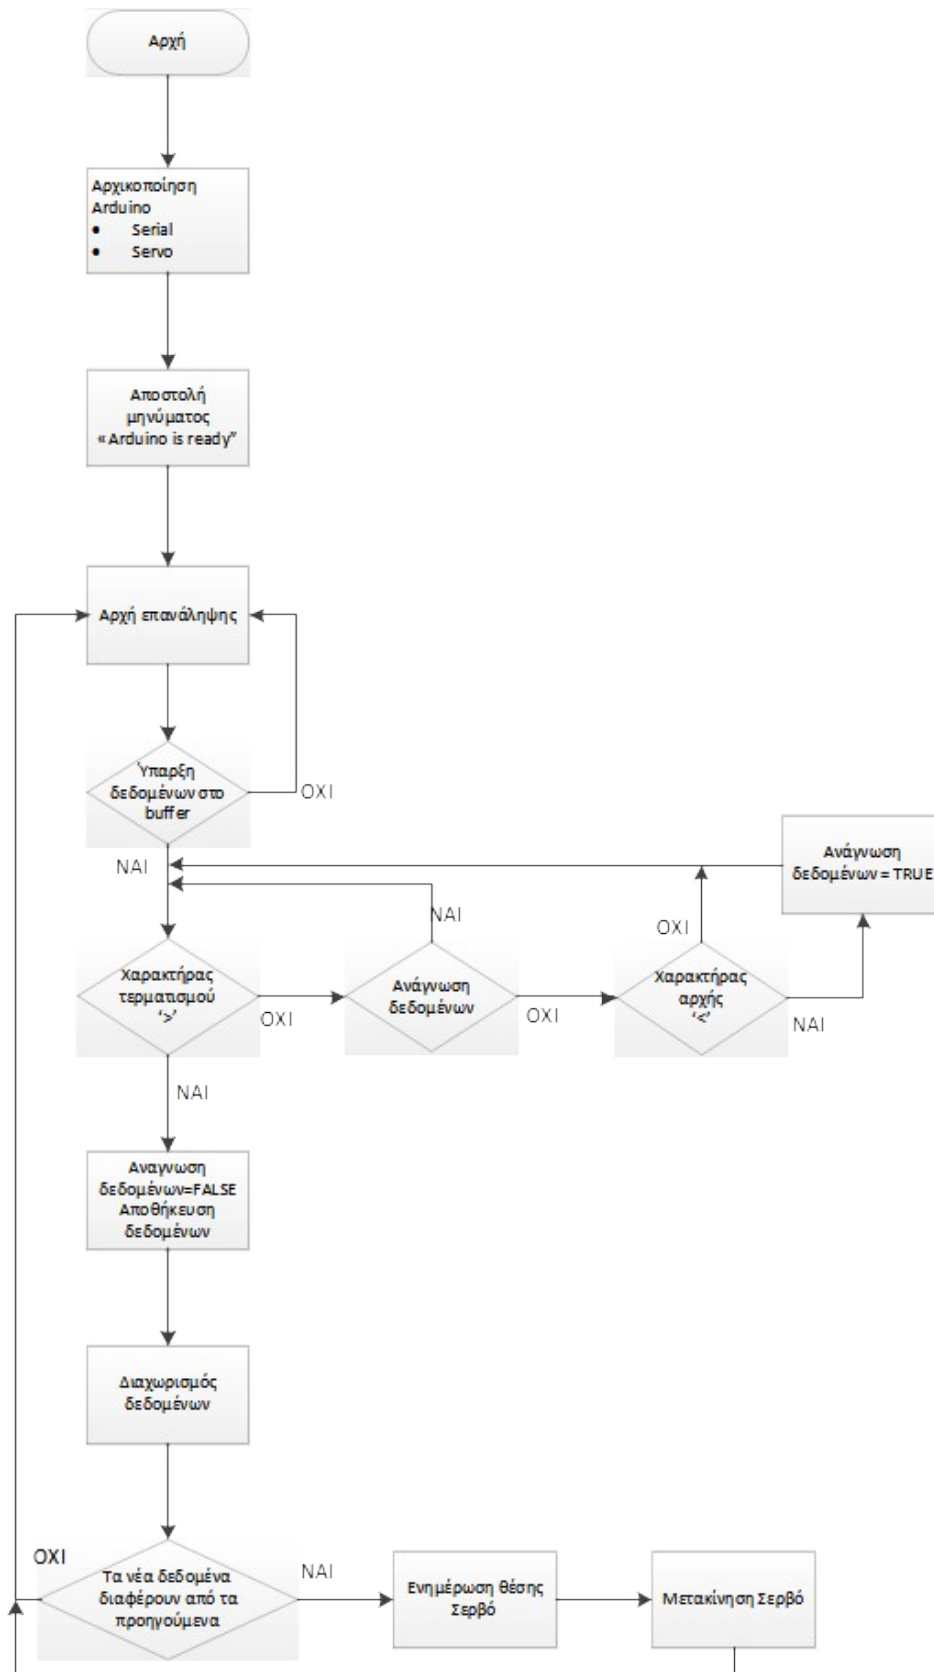 Αρχή
Αρχικοποίηση
Arduino
• Serial
• Servo
Αποστολή
μηνύματος
«Arduino is ready”
Αρχή επανάληψης
Ύπαρξη
δεδομένων στο
buffer
ΟΧΙ
ΝΑΙ
Χαρακτήρας
τερματισμού
‘>’
ΟΧΙ
Ανάγνωση
δεδομένων
ΝΑΙ
ΟΧΙ
Χαρακτήρας
αρχής
‘<’
ΟΧΙ
ΝΑΙ
Ανάγνωση
δεδομένων = TRUE
ΝΑΙ
Αναγνωση
δεδομένων=FALSE
Αποθήκευση
δεδομένων
Διαχωρισμός
δεδομένων
ΟΧΙ
Τα νέα δεδομένα
διαφέρουν από τα
προηγούμενα
ΝΑΙ
Ενημέρωση θέσης
Σερβό
Μετακίνηση Σερβό